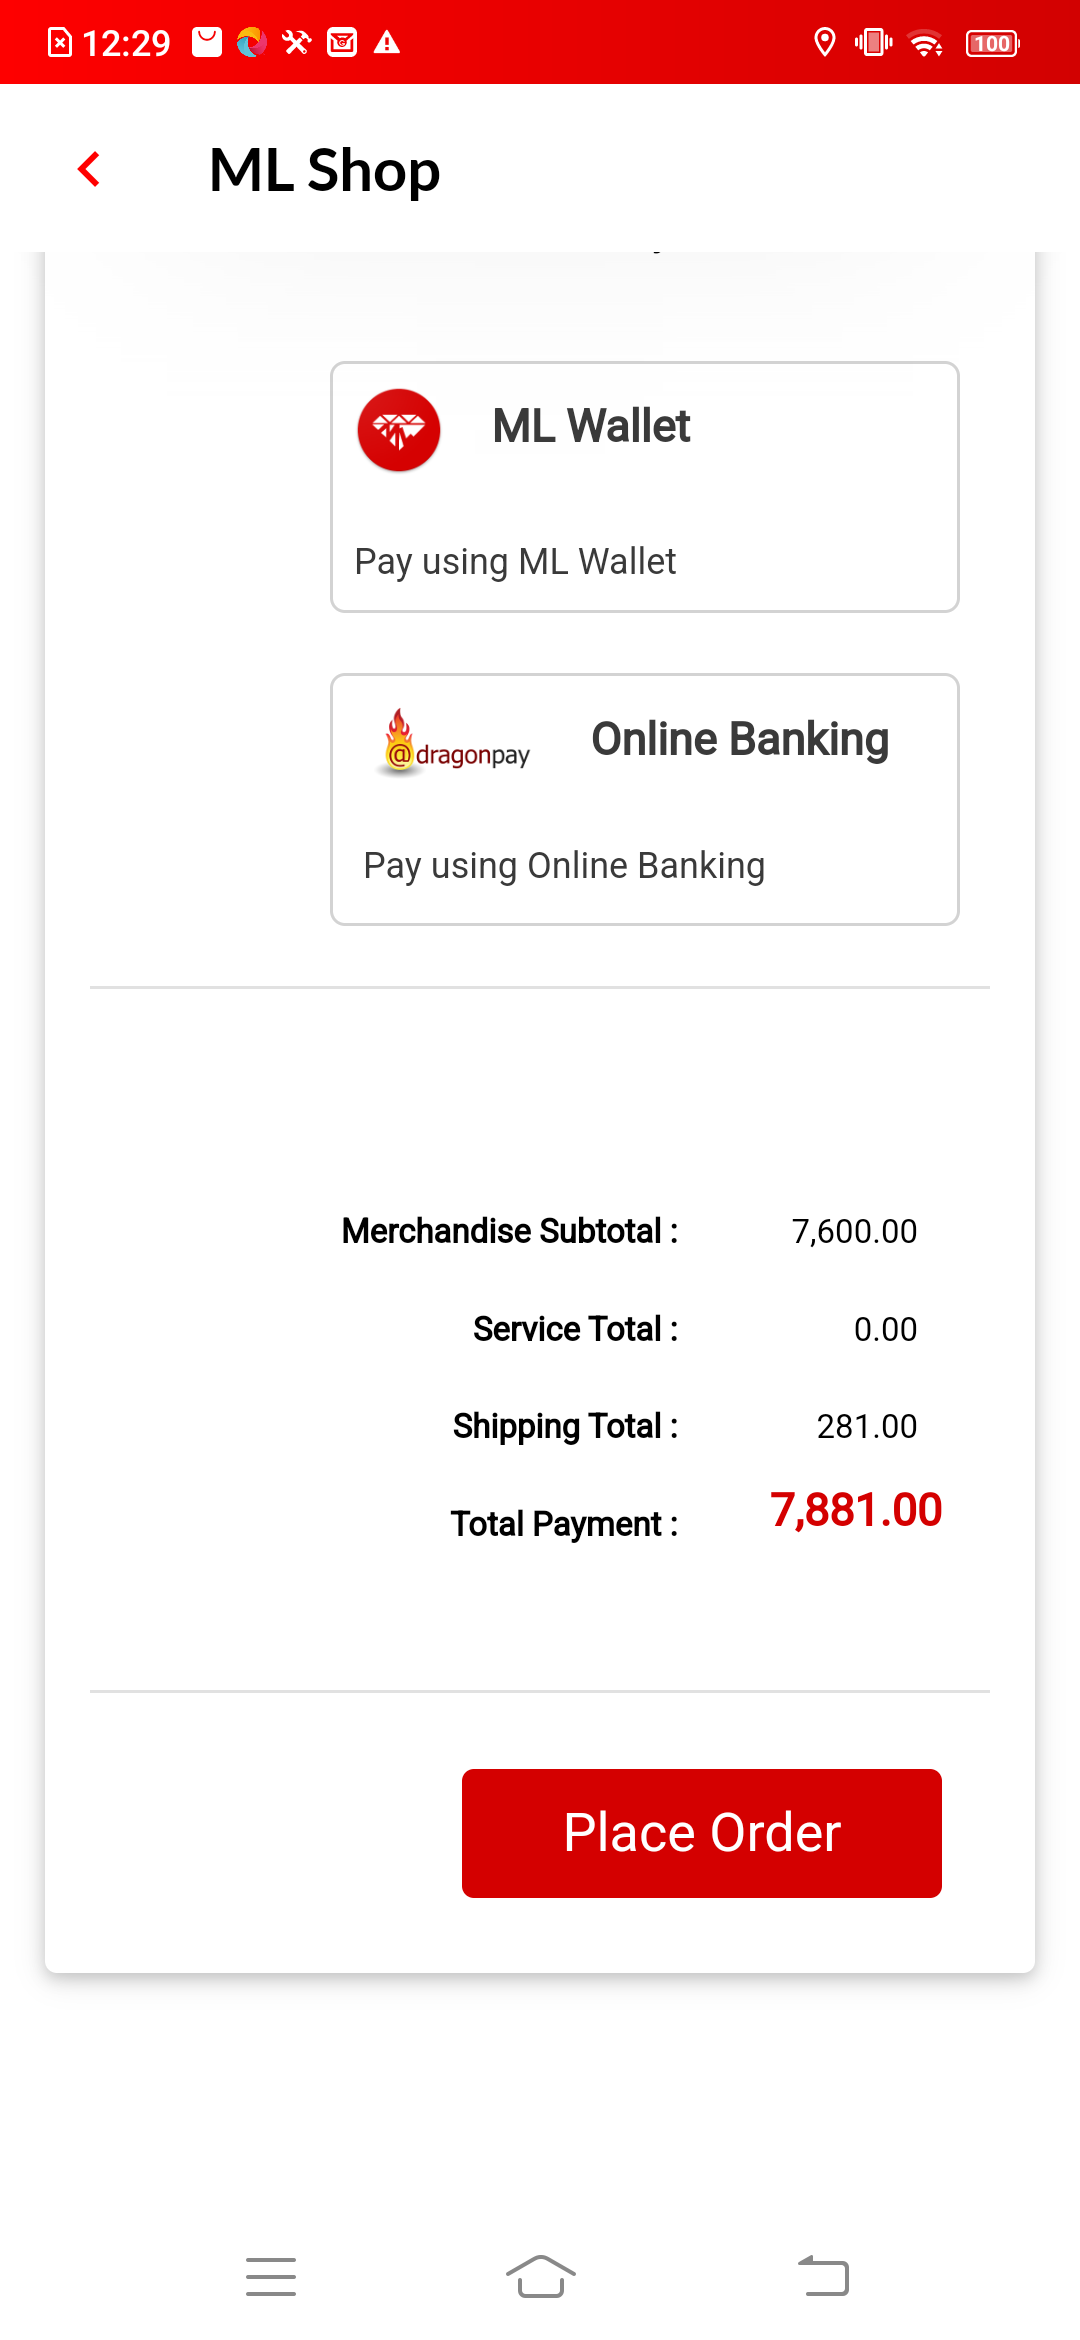 12:29
100
ML Shop
ML Wallet
Pay using ML Wallet
@dragonpay
Online Banking
Pay using Online Banking
Merchandise Subtotal : 7,600.00
Service Total : 0.00
Shipping Total : 281.00
Total Payment : 7,881.00
Place Order